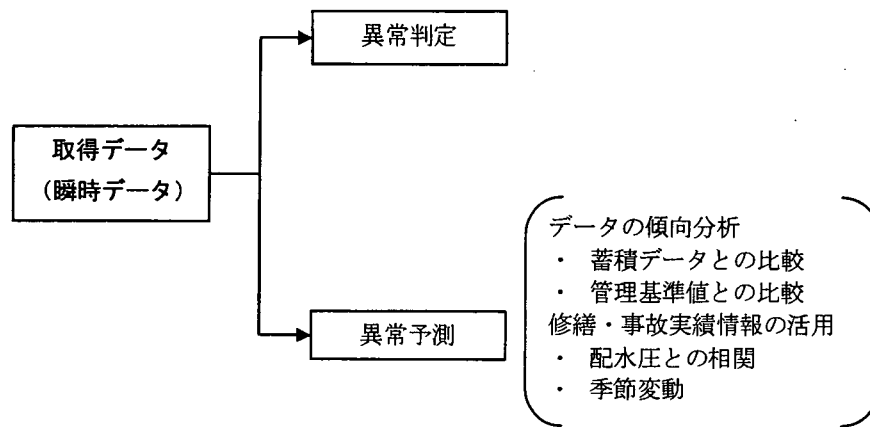 異常判定
取得データ
（瞬時データ）
異常予測
データの傾向分析
・ 蓄積データとの比較
・ 管理基準値との比較
修繕・事故実績情報の活用
・ 配水圧との相関
・ 季節変動